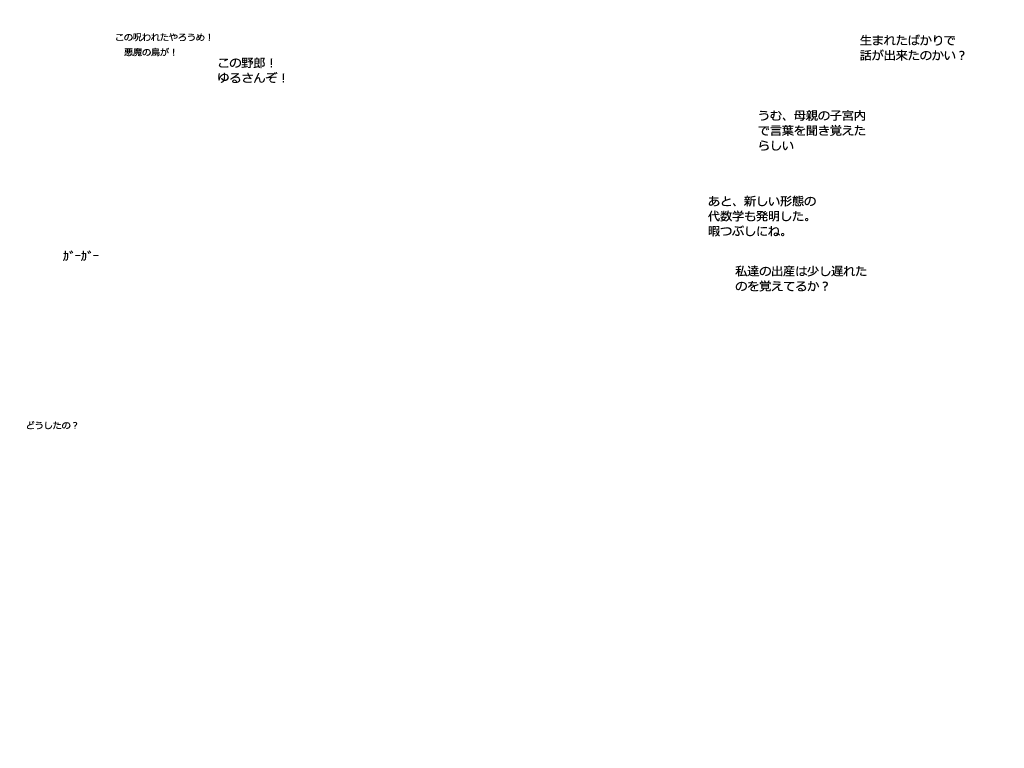 この呪われたやろうめ！
悪魔の鳥が！
この野郎！
ゆるさんぞ！
ｶﾞｰｶﾞｰ
どうしたの？
生まれたばかりで
話が出来たのかい？
うむ、母親の子宮内
で言葉を聞き覚えた
らしい
あと、新しい形態の
代数学も発明した。
暇つぶしにね。
私達の出産は少し遅れた
のを覚えてるか？